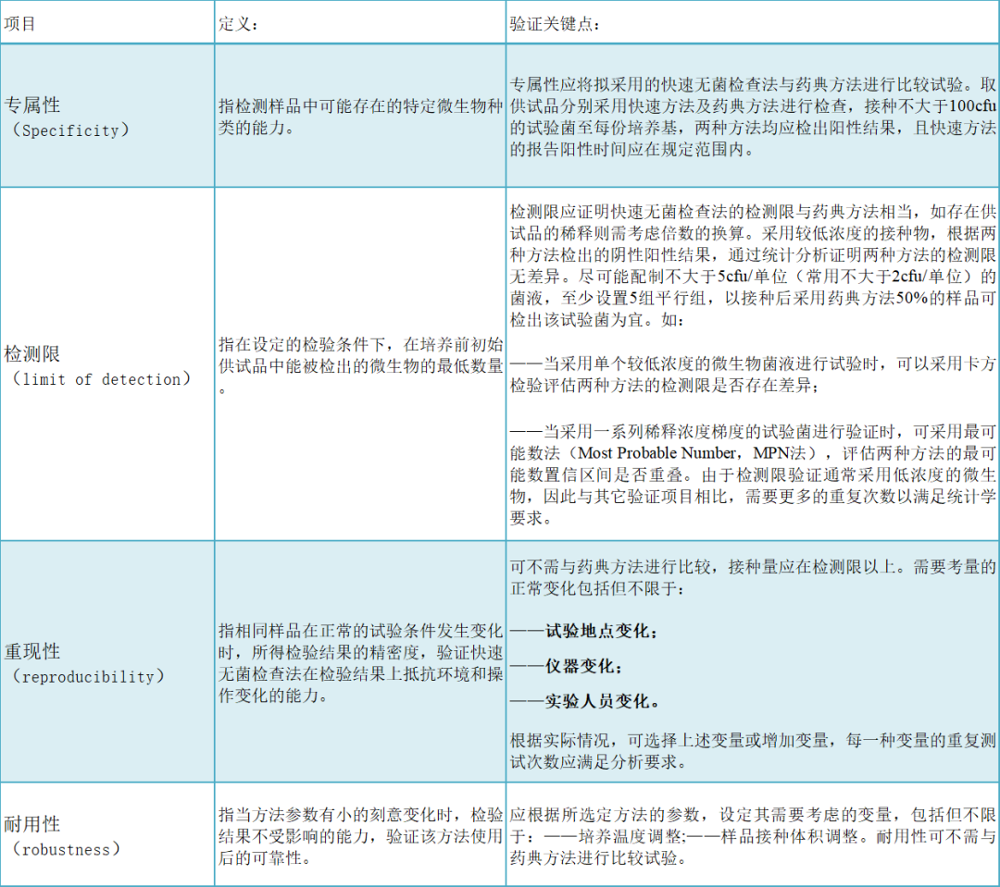 项目
定义：
验证关键点：
专属性
（Specificity）
指检测样品中可能存在的特定微生物种
类的能力。
专属性应将拟采用的快速无菌检查法与药典方法进行比较试验。取
供试品分别采用快速方法及药典方法进行检查，接种不大于100cfu
的试验菌至每份培养基，两种方法均应检出阳性结果，且快速方法
的报告阳性时间应在规定范围内。
检测限
（limit of detection）
指在设定的检验条件下，在培养前初始
供试品中能被检出的微生物的最低数量
。
检测限应证明快速无菌检查法的检测限与药典方法相当，如存在供
试品的稀释则需考虑倍数的换算。采用较低浓度的接种物，根据两
种方法检出的阴性阳性结果，通过统计分析证明两种方法的检测限
无差异。尽可能配制不大于5cfu/单位（常用不大于2cfu/单位）的
菌液，至少设置5组平行组，以接种后采用药典方法50%的样品可
检出该试验菌为宜。如：
——当采用单个较低浓度的微生物菌液进行试验时，可以采用卡方
检验评估两种方法的检测限是否存在差异；
——当采用一系列稀释浓度梯度的试验菌进行验证时，可采用最可
能数法（Most Probable Number，MPN法），评估两种方法的最可
能数置信区间是否重叠。由于检测限验证通常采用低浓度的微生
物，因此与其它验证项目相比，需要更多的重复次数以满足统计学
要求。
重现性
（reproducibility）
指相同样品在正常的试验条件发生变化
时，所得检验结果的精密度，验证快速
无菌检查法在检验结果上抵抗环境和操
作变化的能力。
可不需与药典方法进行比较，接种量应在检测限以上。需要考量的
正常变化包括但不限于：
——试验地点变化；
——仪器变化；
——实验人员变化。
根据实际情况，可选择上述变量或增加变量，每一种变量的重复测
试次数应满足分析要求。
耐用性
（robustness）
指当方法参数有小的刻意变化时，检验
结果不受影响的能力，验证该方法使用
后的可靠性。
应根据所选定方法的参数，设定其需要考虑的变量，包括但不限
于：——培养温度调整;——样品接种体积调整。耐用性可不需与
药典方法进行比较试验。